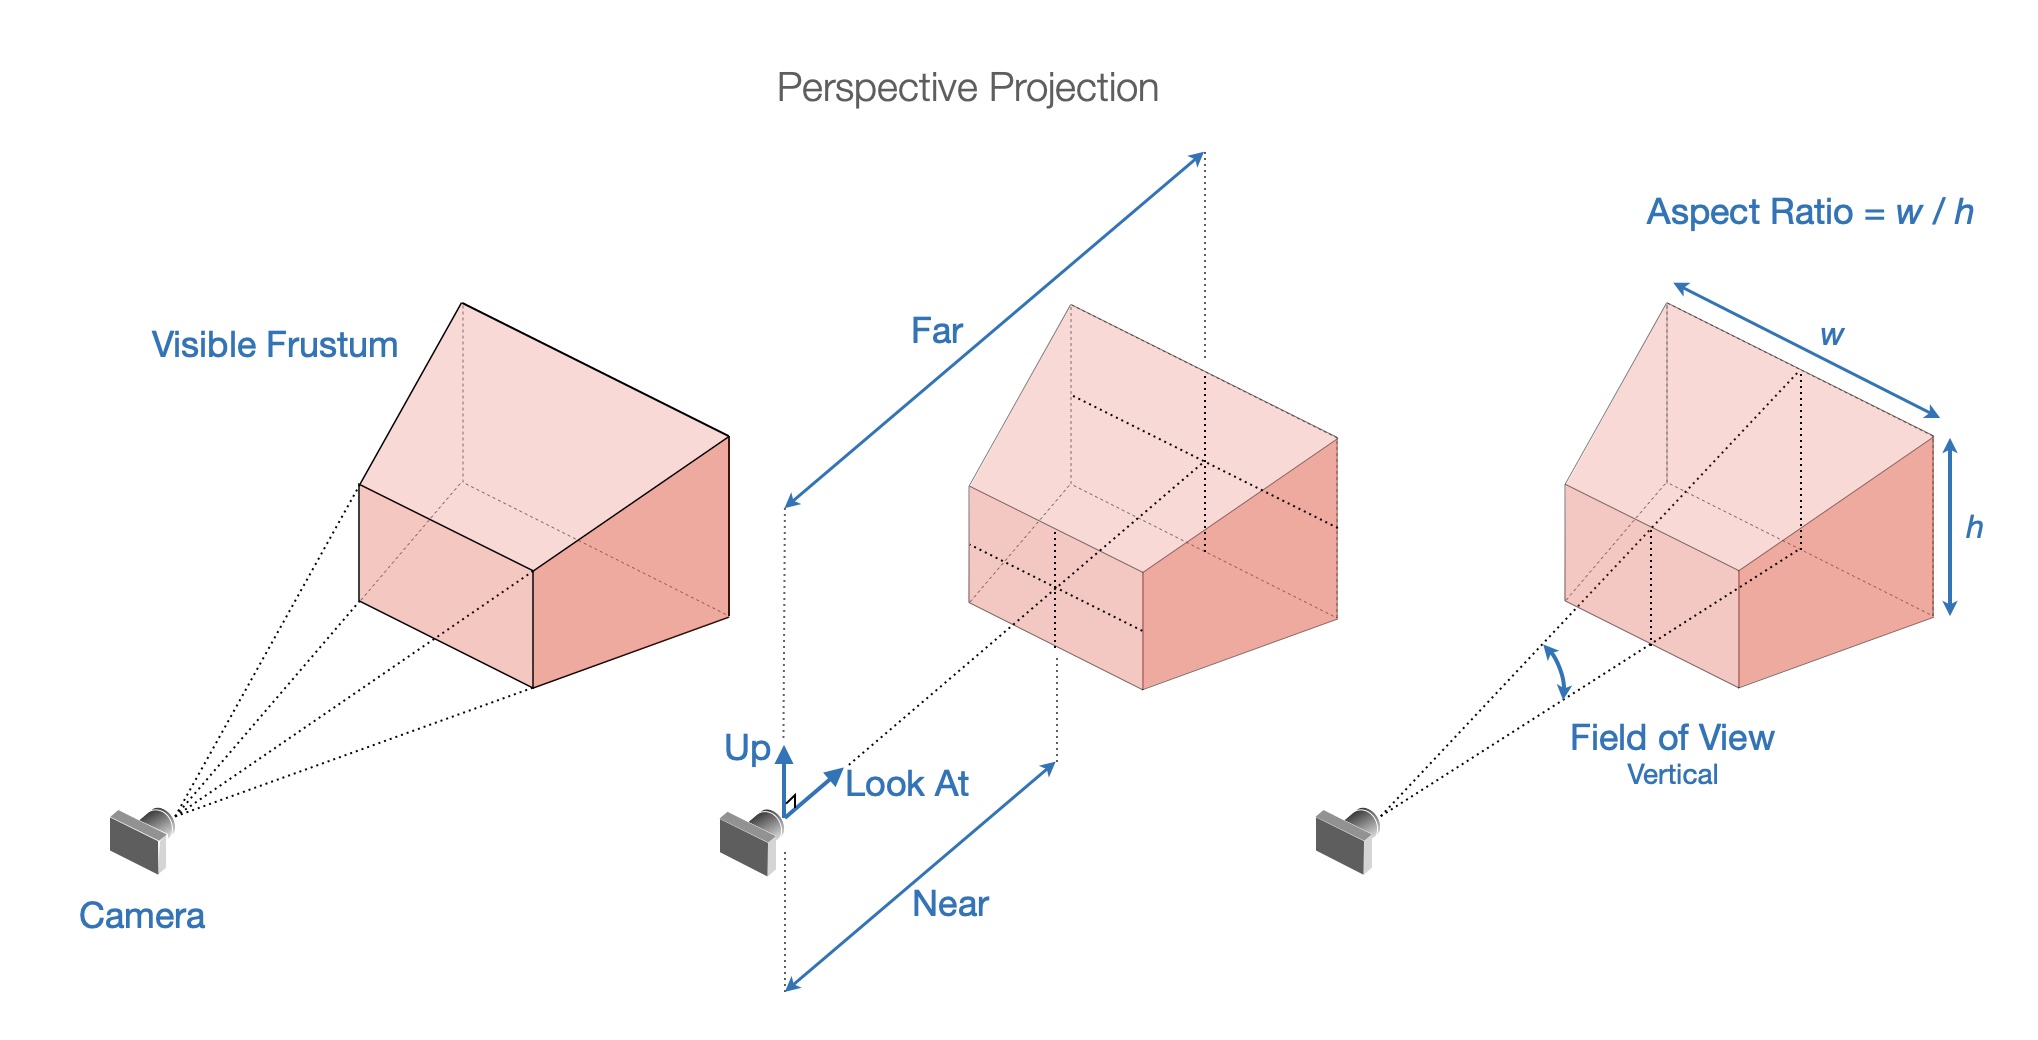 Perspective Projection
Visible Frustum
Camera
Far
Up
Look At
Near
Aspect Ratio = w / h
w
h
Field of View
Vertical